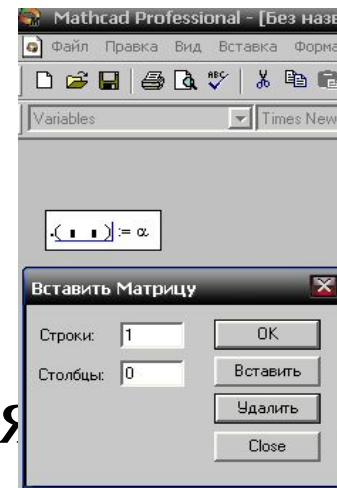 Mathcad Professional - [Без назв
Файл Правка Вид Вставка Форма
Variables Times New
.( ▪ ▪ ) := α
Вставить Матрицу
Строки: 1 OK
Столбцы: 0 Вставить
Удалить
Close
я